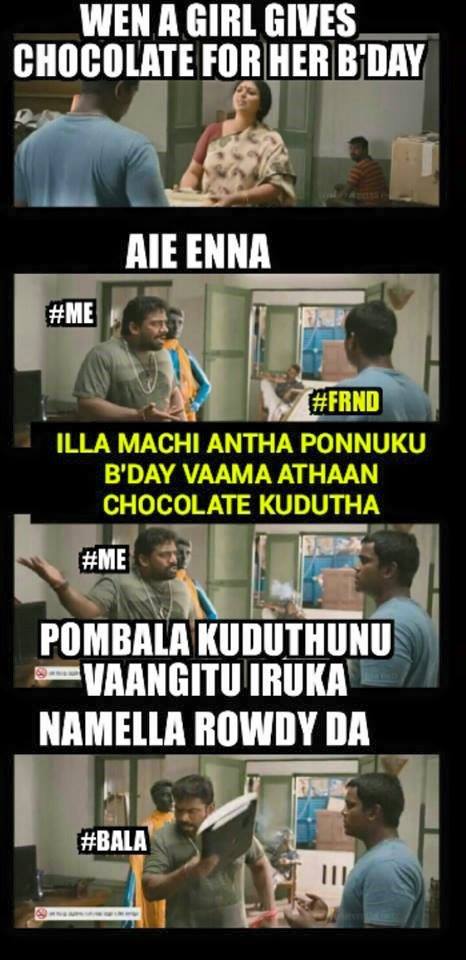 WEN A GIRL GIVES
CHOCOLATE FOR HER B'DAY
AIE ENNA
#ME
#FRND
ILLA MACHI ANTHA PONNUKU
B'DAY VAAMA ATHAAN
CHOCOLATE KUDUTHA
#ME
POMBALA KUDUTHUNU
VAANGITU IRUKA
NAMELLA ROWDY DA
#BALA